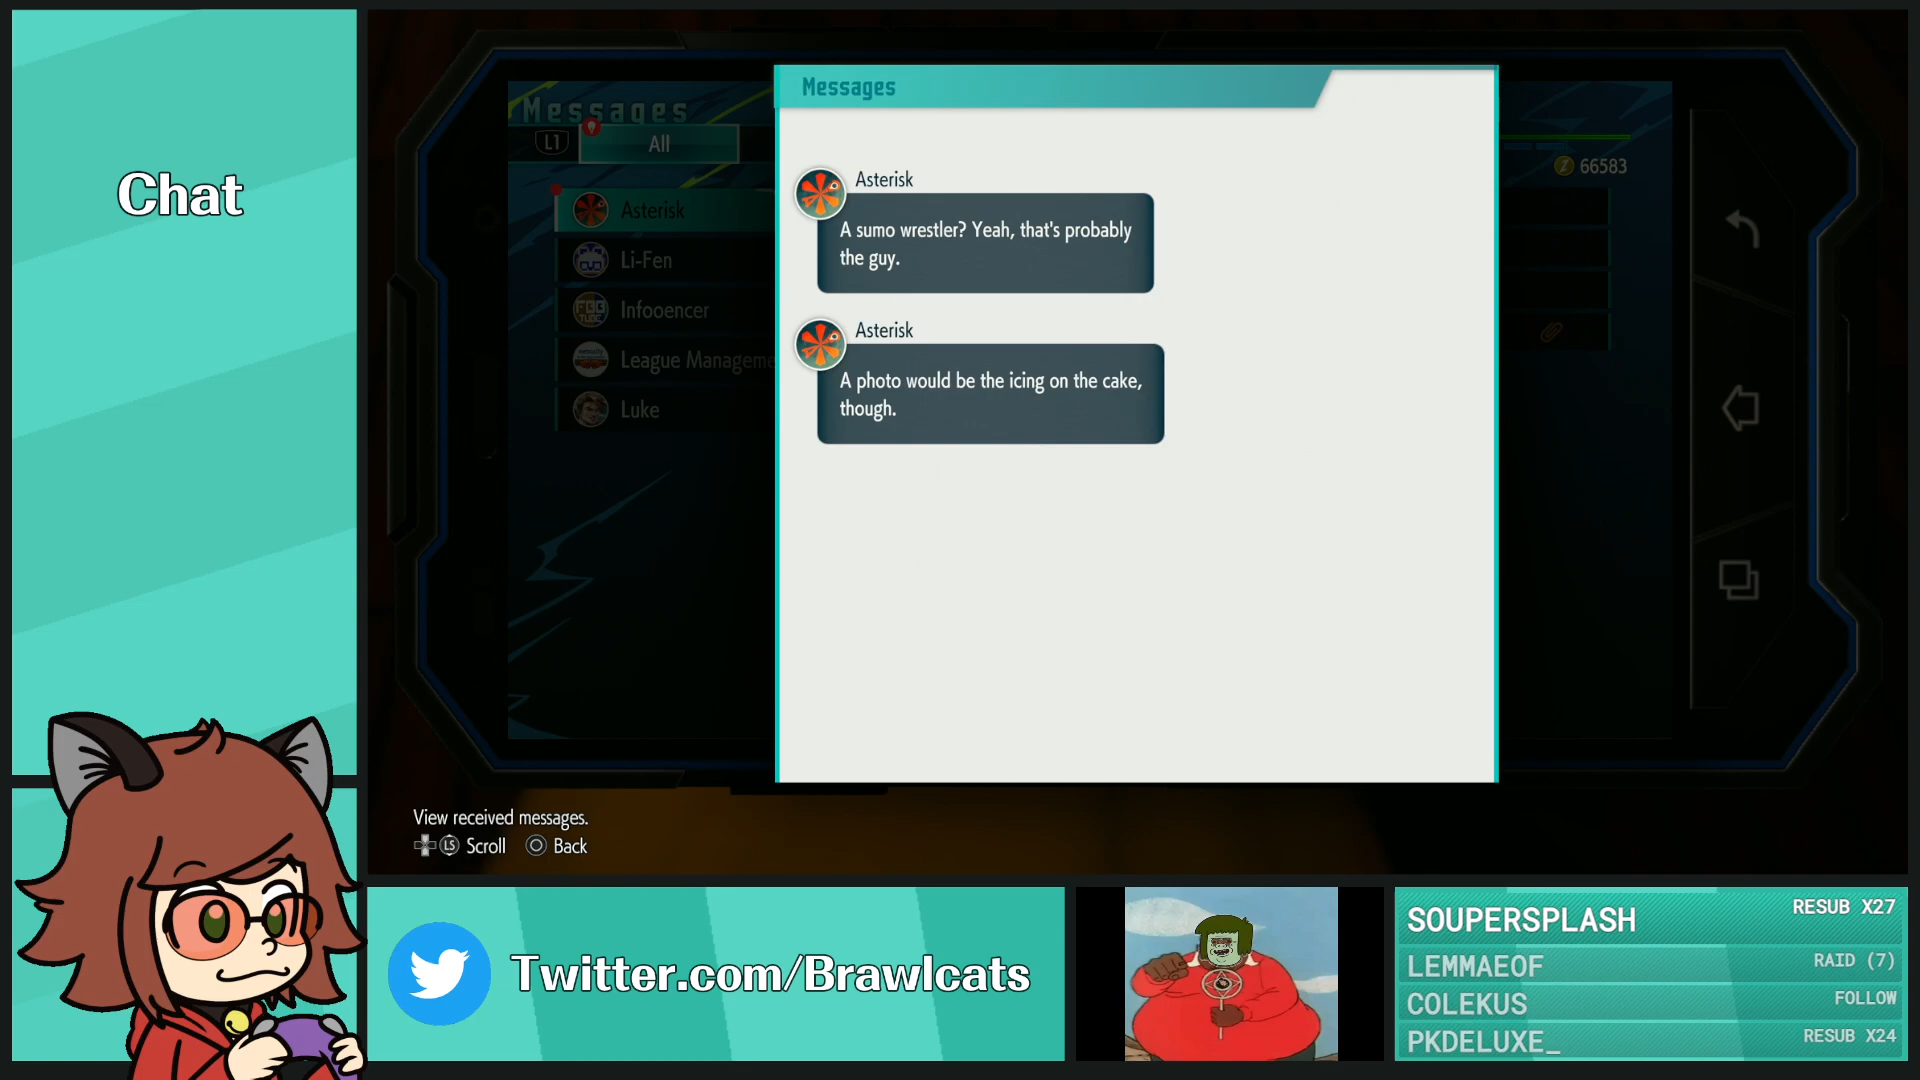 Chat
Messages
L1
All
Asterisk
Li-Fen
Infooencer
League Manageme
Luke
66583
Messages
Asterisk
A sumo wrestler? Yeah, that's probably
the guy.
Asterisk
A photo would be the icing on the cake,
though.
View received messages.
LS Scroll Back
Twitter.com/Brawlcats
SOUPERSPLASH RESUB X27
LEMMAEOF RAID (7)
COLEKUS FOLLOW
PKDELUXE_ RESUB X24